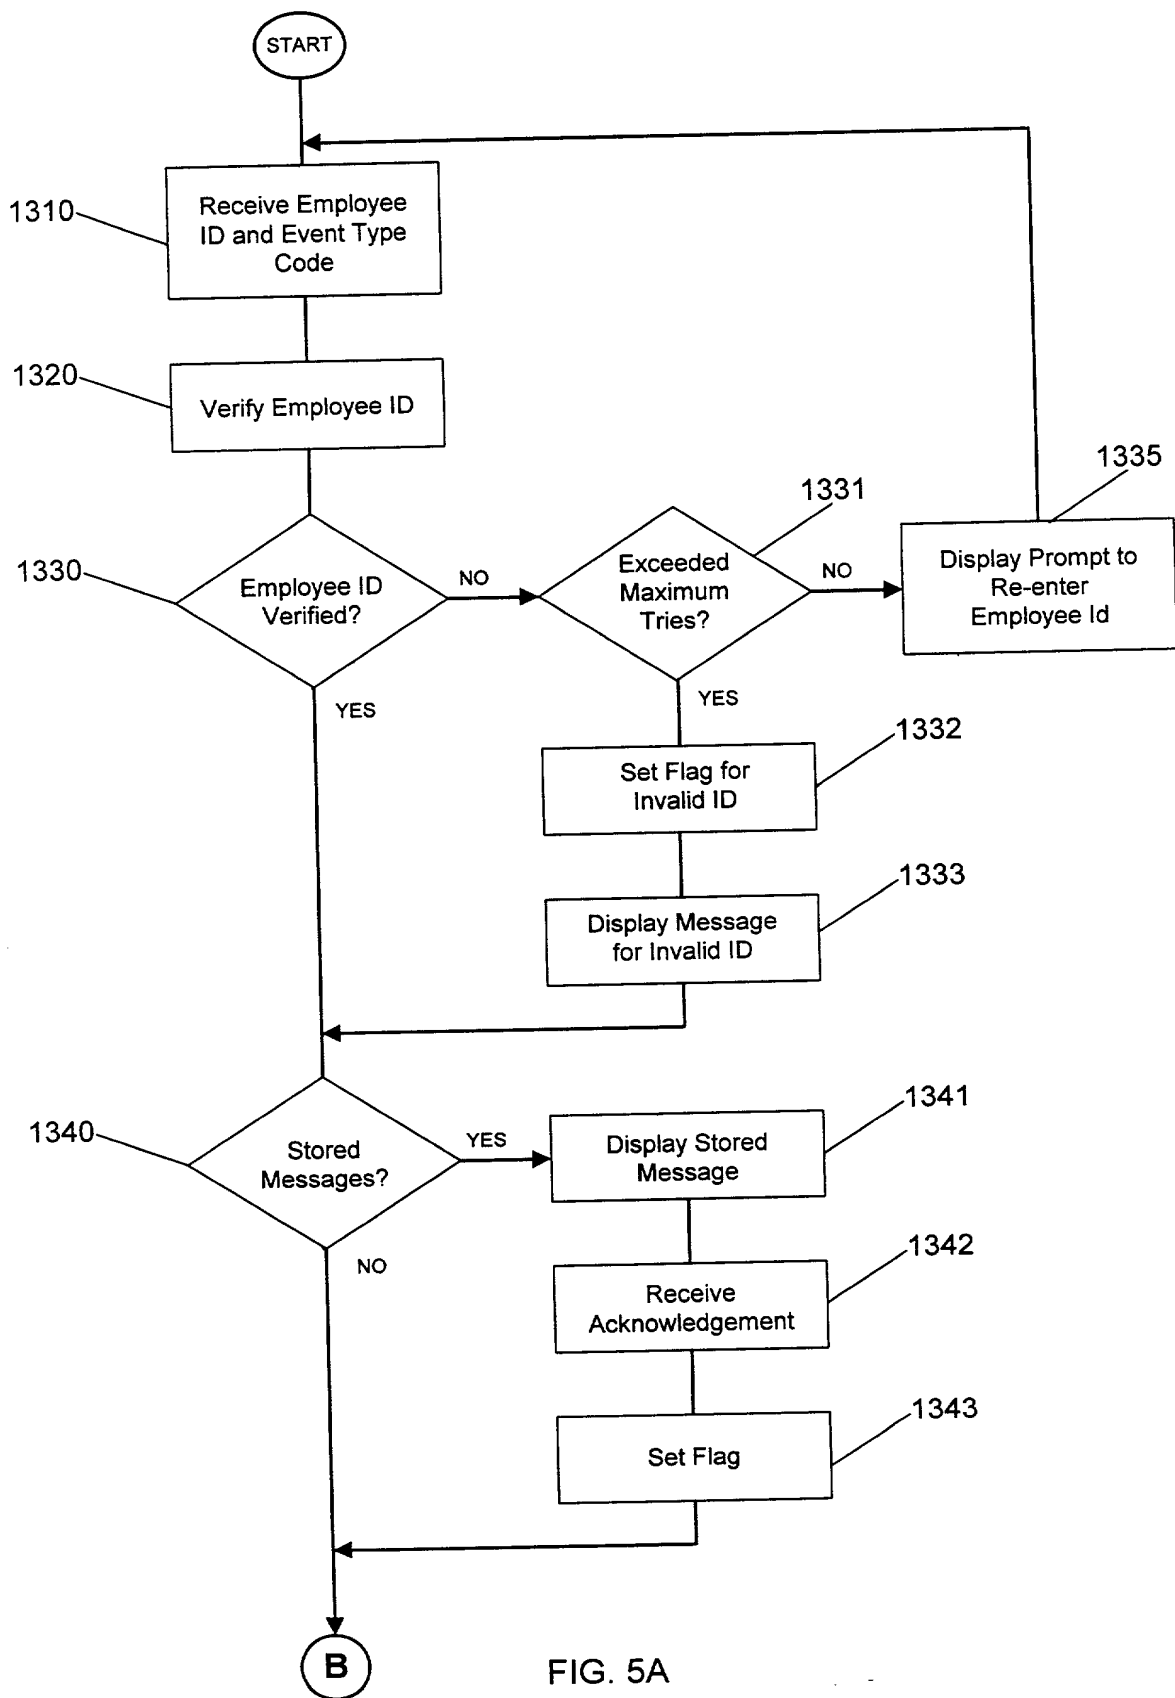 START
1310
Receive Employee
ID and Event Type
Code
1320
Verify Employee ID
1330
Employee ID
Verified?
NO
YES
1331
Exceeded
Maximum
Tries?
NO
YES
1335
Display Prompt to
Re-enter
Employee Id
1332
Set Flag for
Invalid ID
1333
Display Message
for Invalid ID
1340
Stored
Messages?
YES
NO
1341
Display Stored
Message
1342
Receive
Acknowledgement
1343
Set Flag
B
FIG. 5A